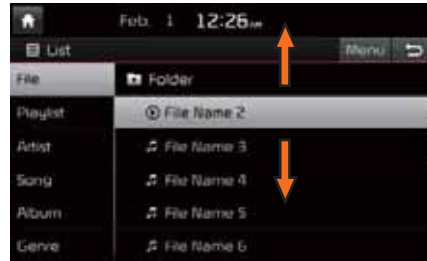 Feb. 1 12:26 AM
List Menu
File Folder
Playlist File Name 2
Artist File Name 3
Song File Name 4
Album File Name 5
Genre File Name 6